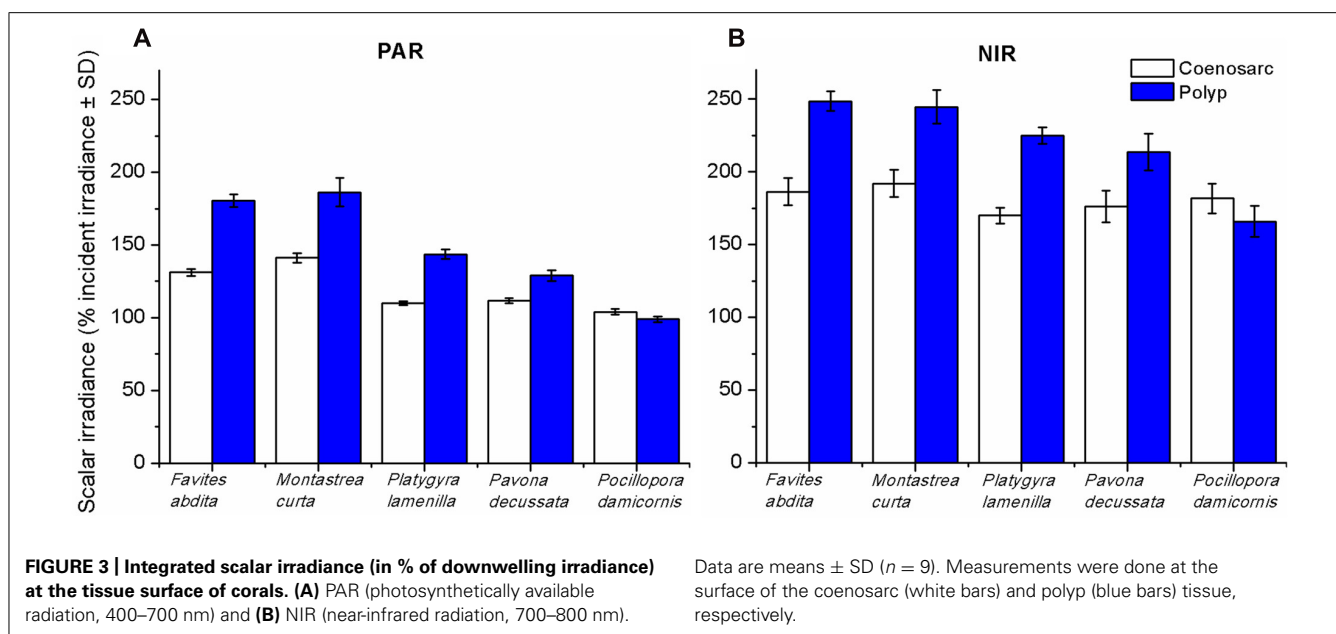 A
PAR
Scalar irradiance (% incident irradiance ± SD)
250
200
150
100
50
0
Favites abdita
Montastrea curta
Platygyra lamenilla
Pavona decussata
Pocillopora damicornis
B
NIR
Coenosarc
Polyp
250
200
150
100
50
0
Favites abdita
Montastrea curta
Platygyra lamenilla
Pavona decussata
Pocillopora damicornis
FIGURE 3 | Integrated scalar irradiance (in % of downwelling irradiance)
at the tissue surface of corals. (A) PAR (photosynthetically available
radiation, 400–700 nm) and (B) NIR (near-infrared radiation, 700–800 nm).
Data are means ± SD (n = 9). Measurements were done at the
surface of the coenosarc (white bars) and polyp (blue bars) tissue,
respectively.